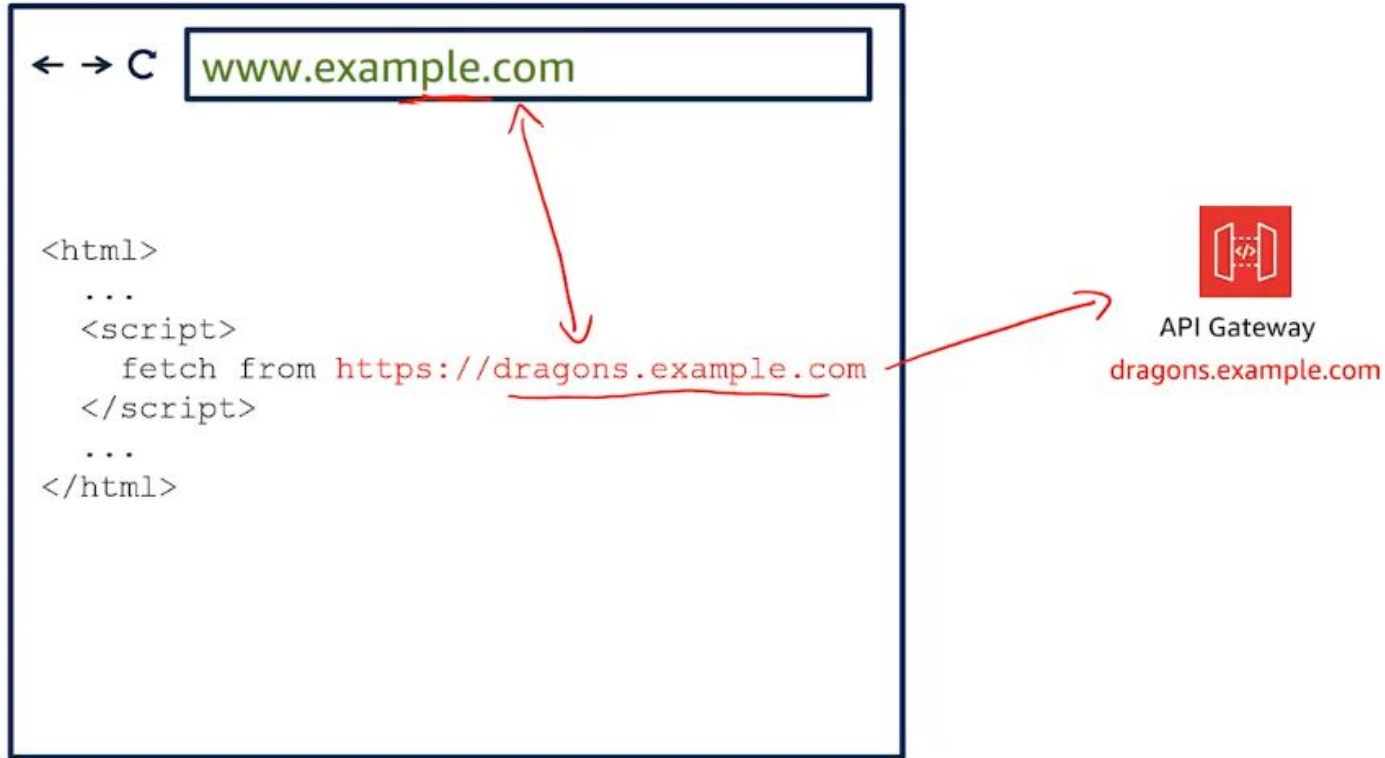 www.example.com
<html>
...
<script>
fetch from https://dragons.example.com
</script>
...
</html>
API Gateway
dragons.example.com